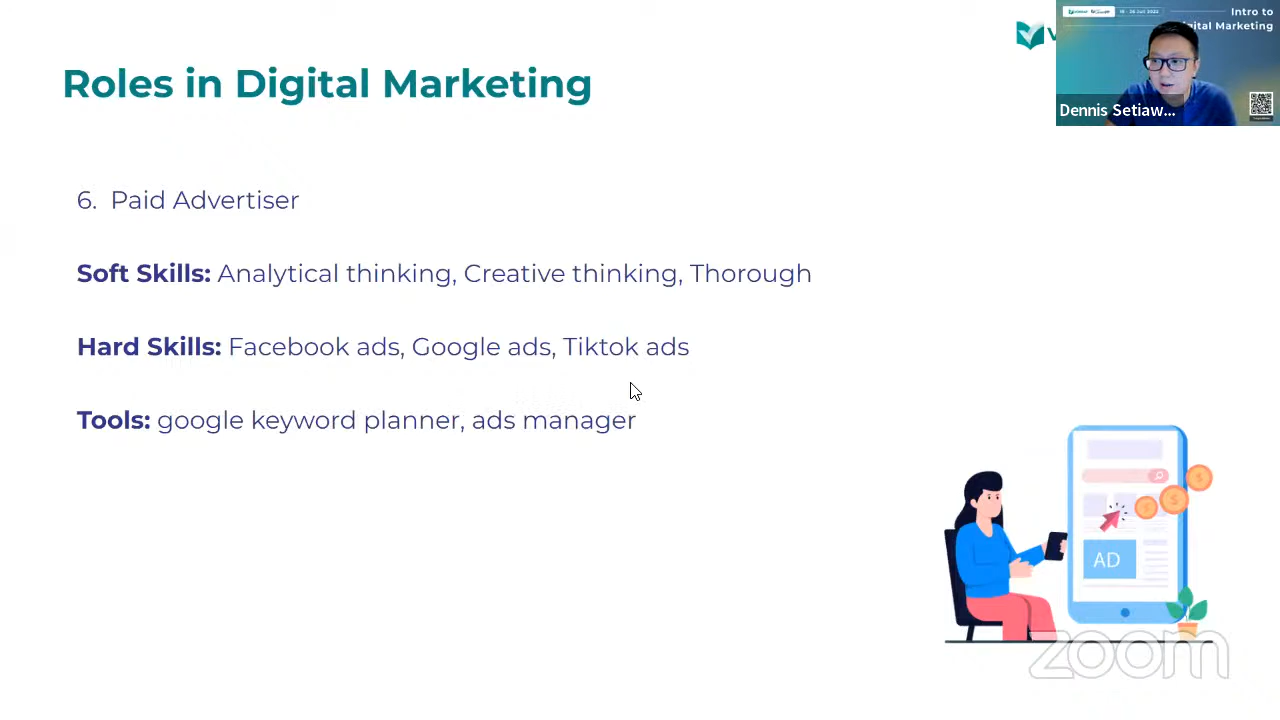 Intro to
Digital Marketing
Roles in Digital Marketing
Dennis Setiaw...
6. Paid Advertiser
Soft Skills: Analytical thinking, Creative thinking, Thorough
Hard Skills: Facebook ads, Google ads, Tiktok ads
Tools: google keyword planner, ads manager
AD
zoom